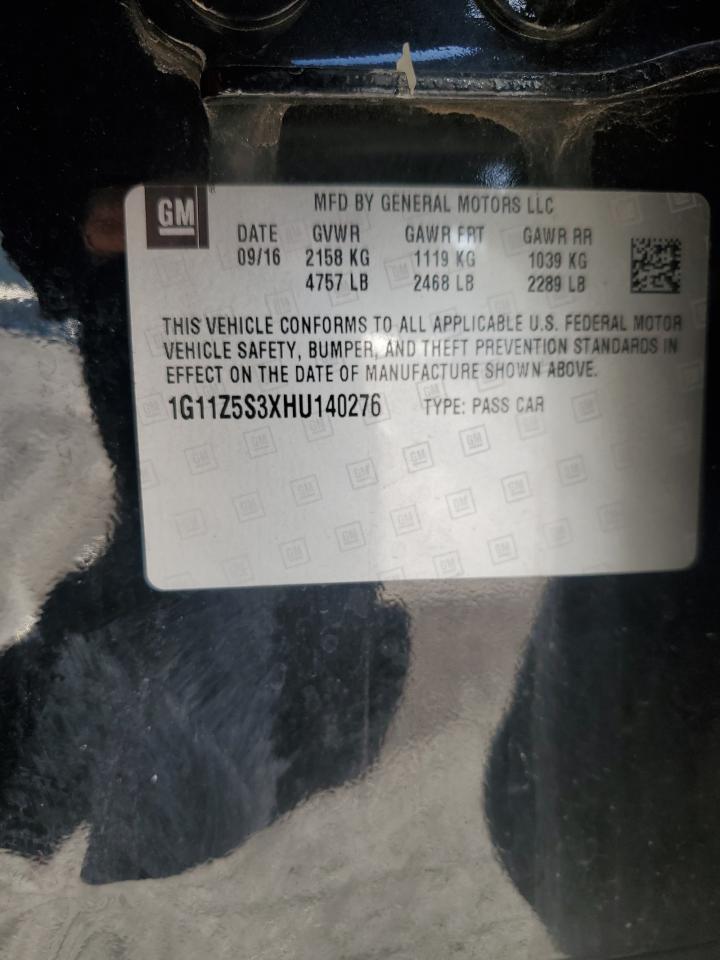 GM
MFD BY GENERAL MOTORS LLC
DATE GVWR GAWR FRT GAWR RR
09/16 2158 KG 1119 KG 1039 KG
4757 LB 2468 LB 2289 LB
THIS VEHICLE CONFORMS TO ALL APPLICABLE U.S. FEDERAL MOTOR
VEHICLE SAFETY, BUMPER, AND THEFT PREVENTION STANDARDS IN
EFFECT ON THE DATE OF MANUFACTURE SHOWN ABOVE.
1G11Z5S3XHU140276 TYPE: PASS CAR